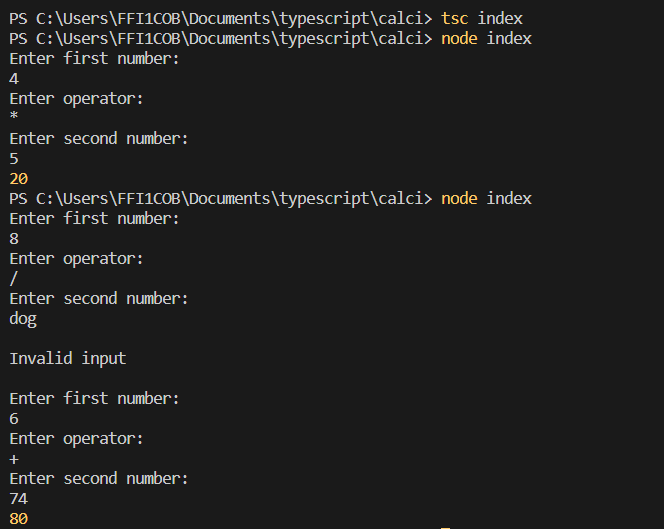 PS C:\Users\FFI1COB\Documents\typescript\calci> tsc index
PS C:\Users\FFI1COB\Documents\typescript\calci> node index
Enter first number:
4
Enter operator:
*
Enter second number:
5
20
PS C:\Users\FFI1COB\Documents\typescript\calci> node index
Enter first number:
8
Enter operator:
/
Enter second number:
dog
Invalid input
Enter first number:
6
Enter operator:
+
Enter second number:
74
80